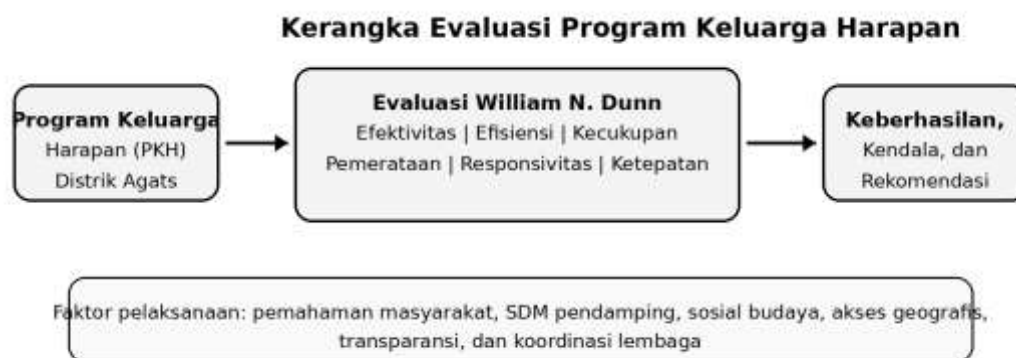 Kerangka Evaluasi Program Keluarga Harapan
Program Keluarga
Harapan (PKH)
Distrik Agats
Evaluasi William N. Dunn
Efektivitas | Efisiensi | Kecukupan
Pemerataan | Responsivitas | Ketepatan
Keberhasilan,
Kendala, dan
Rekomendasi
Faktor pelaksanaan: pemahaman masyarakat, SDM pendamping, sosial budaya, akses geografis,
transparansi, dan koordinasi lembaga